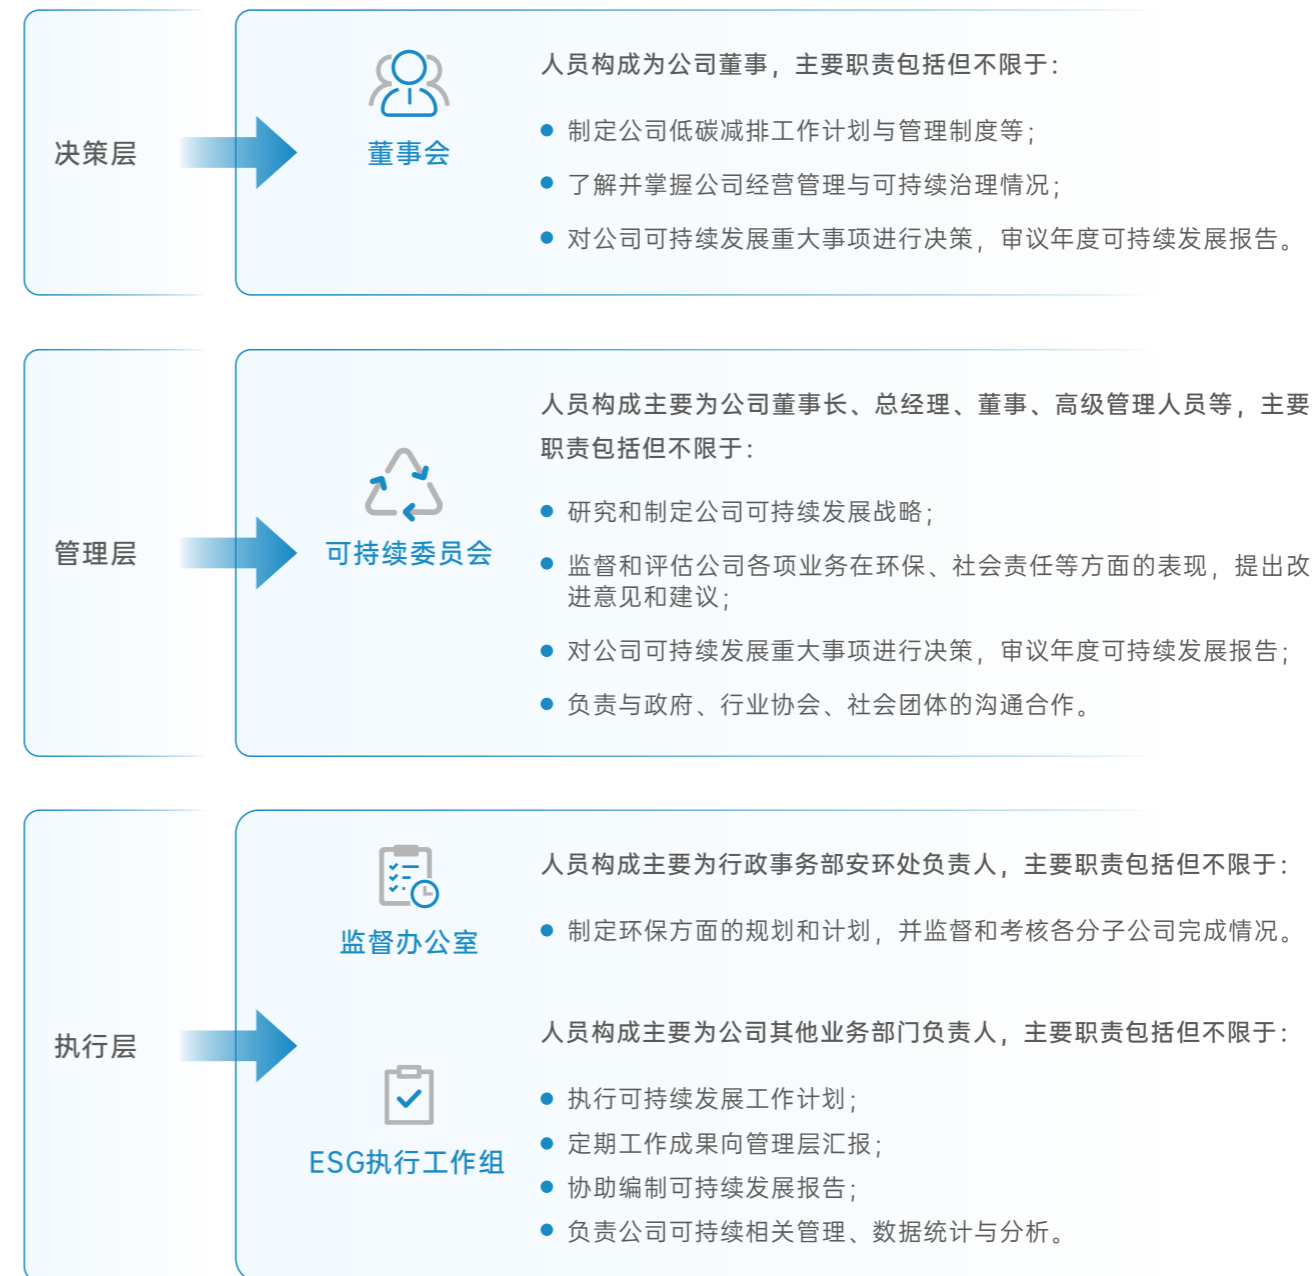 决策层
董事会
人员构成为公司董事，主要职责包括但不限于：
制定公司低碳减排工作计划与管理制度等；
了解并掌握公司经营管理与可持续治理情况；
对公司可持续发展重大事项进行决策，审议年度可持续发展报告。
管理层
可持续委员会
人员构成主要为公司董事长、总经理、董事、高级管理人员等，主要
职责包括但不限于：
研究和制定公司可持续发展战略；
监督和评估公司各项业务在环保、社会责任等方面的表现，提出改
进意见和建议；
对公司可持续发展重大事项进行决策，审议年度可持续发展报告；
负责与政府、行业协会、社会团体的沟通合作。
执行层
监督办公室
人员构成主要为行政事务部安环处负责人，主要职责包括但不限于：
制定环保方面的规划和计划，并监督和考核各分子公司完成情况。
ESG执行工作组
人员构成主要为公司其他业务部门负责人，主要职责包括但不限于：
执行可持续发展工作计划；
定期工作成果向管理层汇报；
协助编制可持续发展报告；
负责公司可持续相关管理、数据统计与分析。